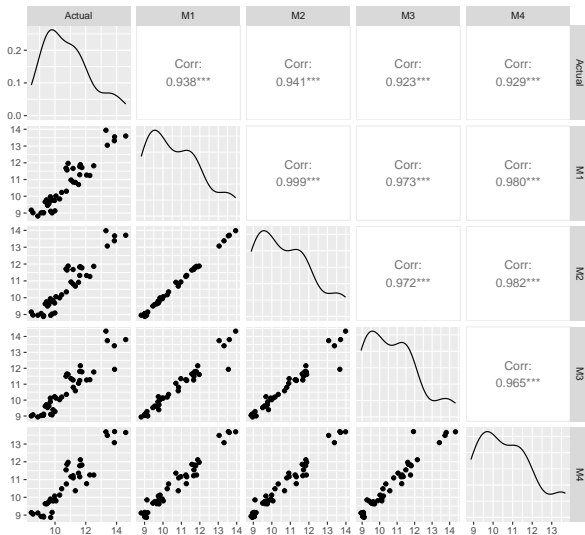 Actual M1 M2 M3 M4
0.2
0.1
0.0
Corr:
0.938***
Corr:
0.941***
Corr:
0.923***
Corr:
0.929***
Actual
14
13
12
11
10
9
Corr:
0.999***
Corr:
0.973***
Corr:
0.980***
M1
14
13
12
11
10
9
Corr:
0.972***
Corr:
0.982***
M2
14
13
12
11
10
9
Corr:
0.965***
M3
13
12
11
10
9
M4
10 12 14 9 10 11 12 13 14 9 10 11 12 13 14 9 10 11 12 13 14 9 10 11 12 13